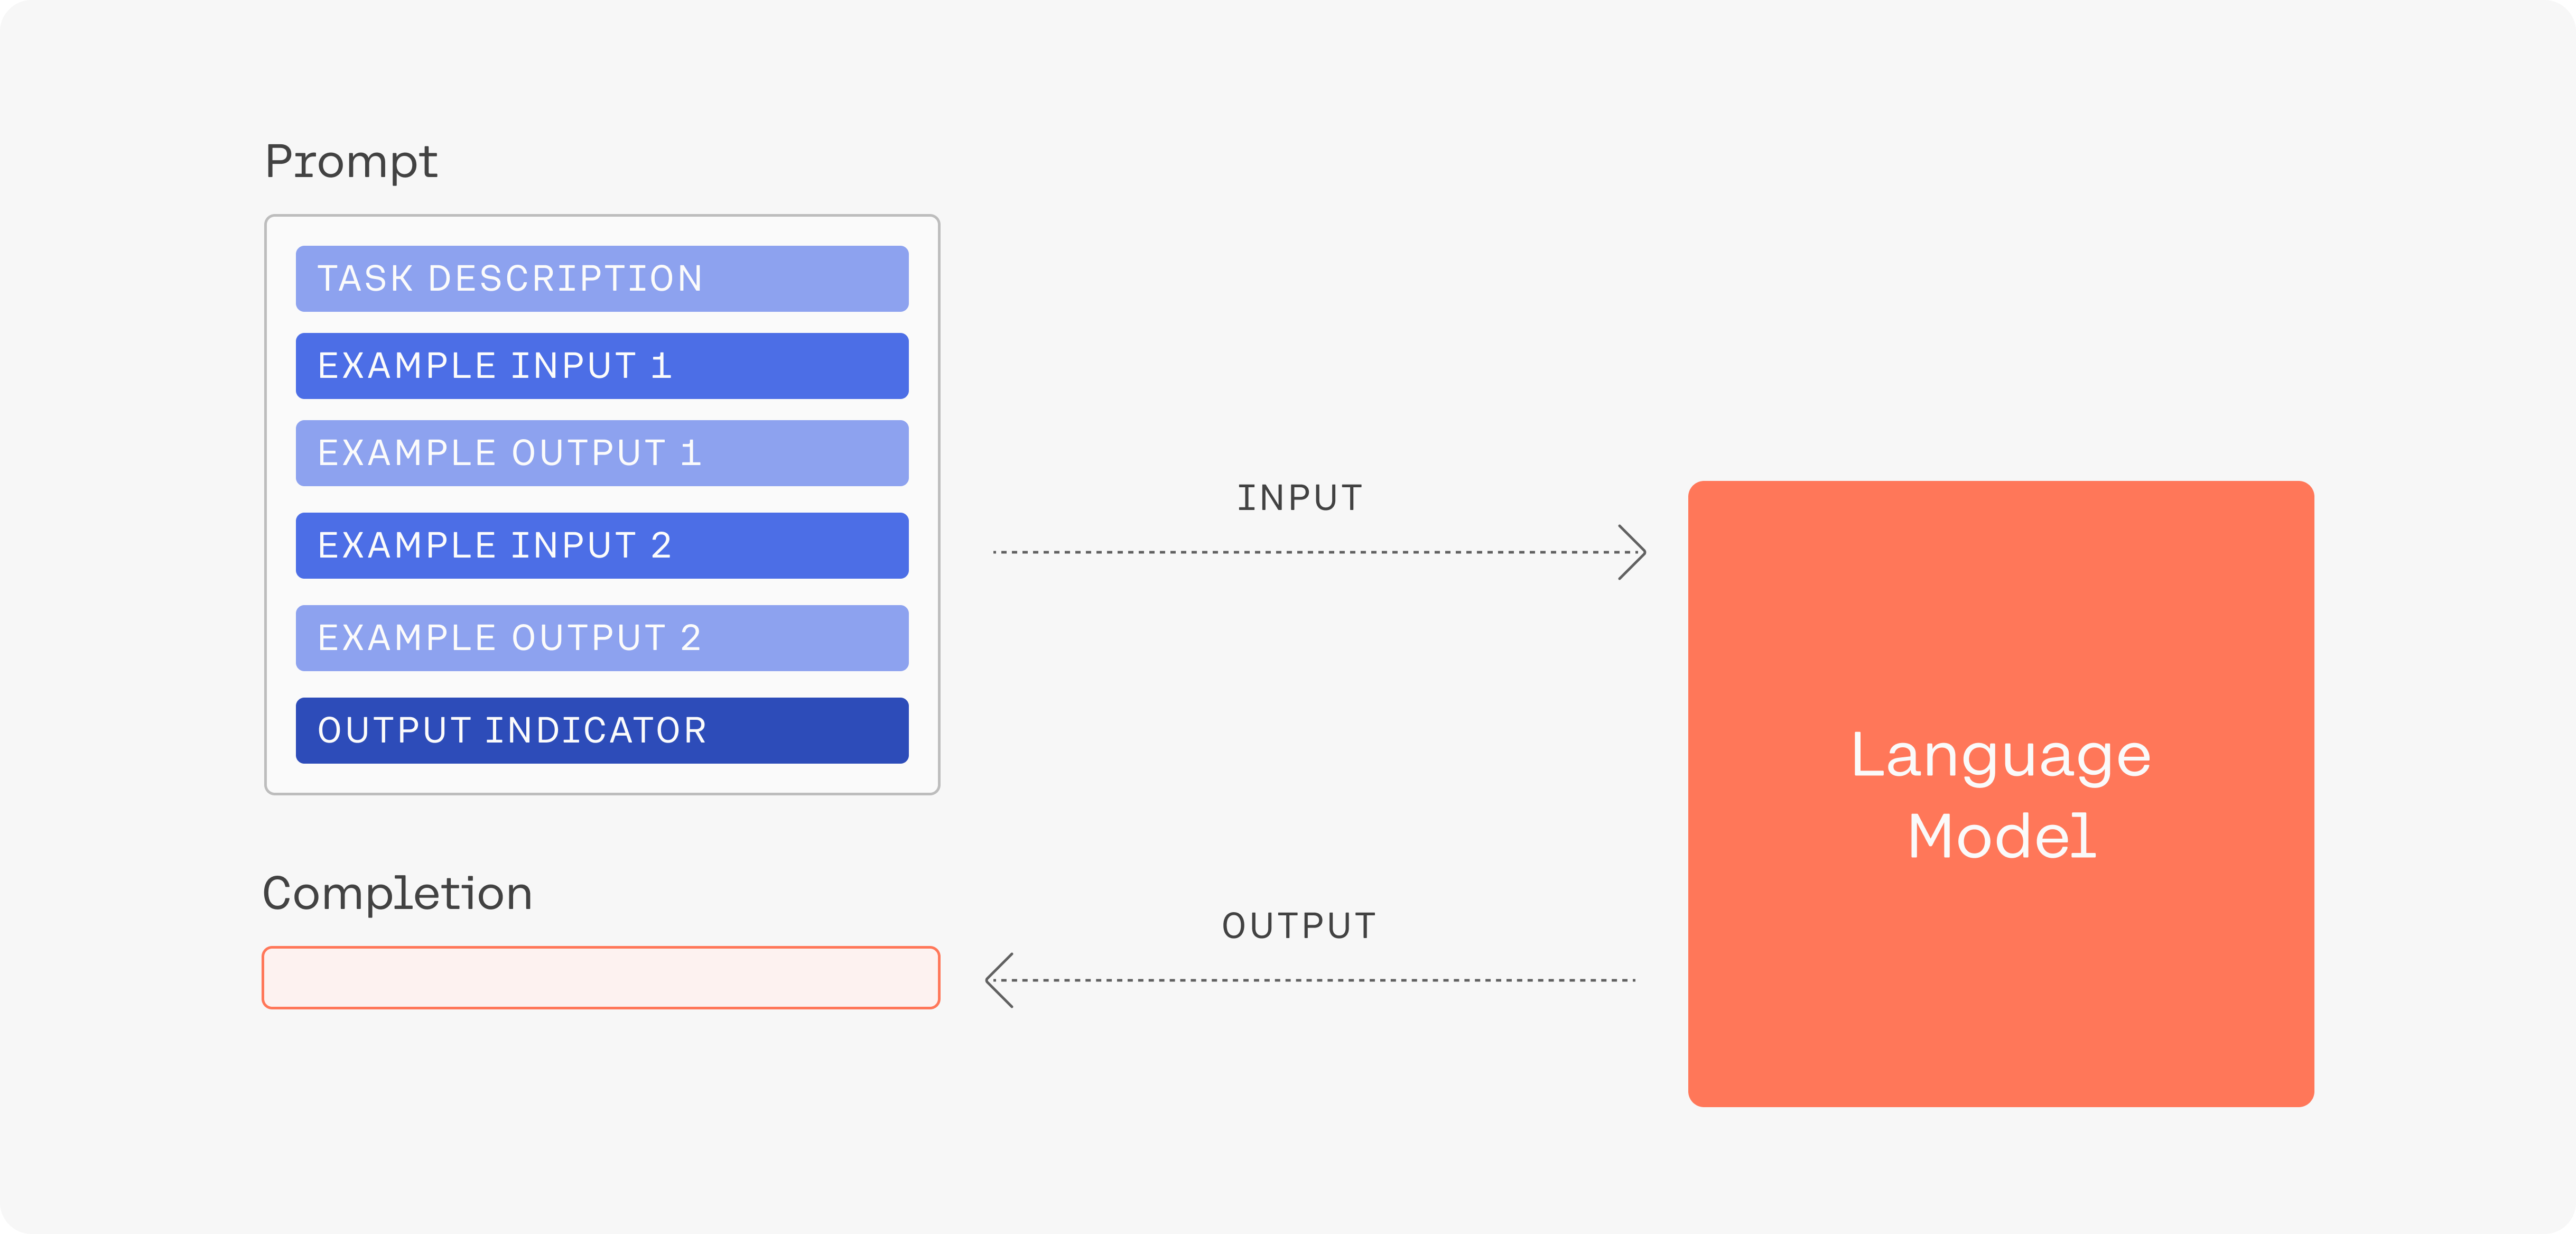 Prompt
TASK DESCRIPTION
EXAMPLE INPUT 1
EXAMPLE OUTPUT 1
EXAMPLE INPUT 2
EXAMPLE OUTPUT 2
OUTPUT INDICATOR
INPUT
Language
Model
Completion
OUTPUT